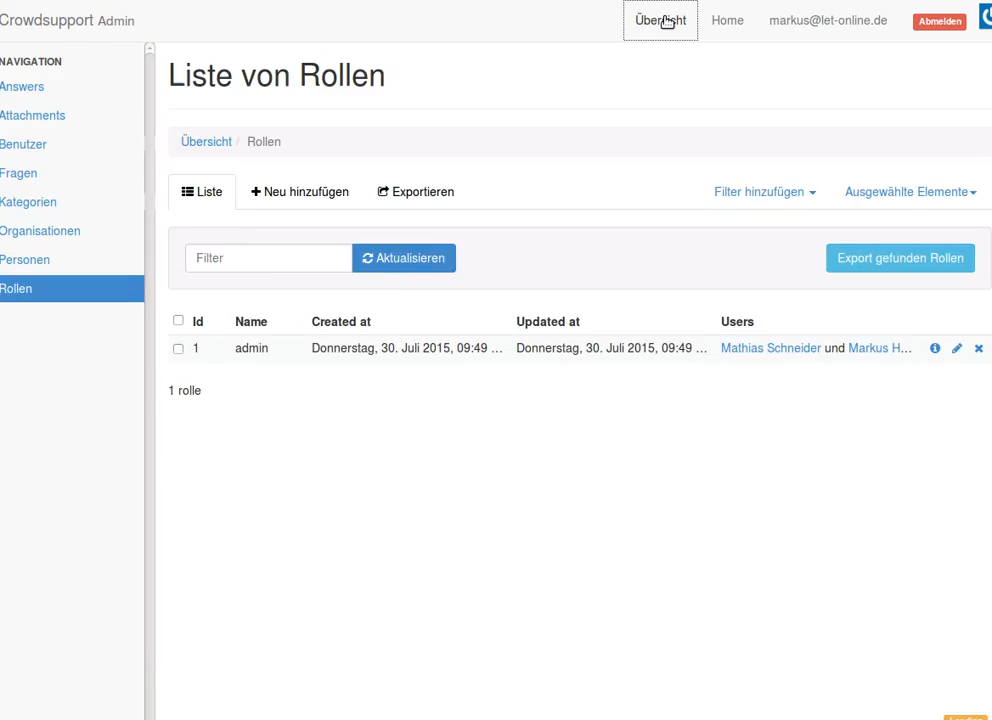 Crowdsupport Admin
Übersicht
Home
markus@let-online.de
Abmelden
NAVIGATION
Answers
Attachments
Benutzer
Fragen
Kategorien
Organisationen
Personen
Rollen
Liste von Rollen
Übersicht / Rollen
Liste
Neu hinzufügen
Exportieren
Filter hinzufügen
Ausgewählte Elemente
Filter
Aktualisieren
Export gefunden Rollen
Id Name Created at Updated at Users
1 admin Donnerstag, 30. Juli 2015, 09:49 ... Donnerstag, 30. Juli 2015, 09:49 ... Mathias Schneider und Markus H...
1 rolle